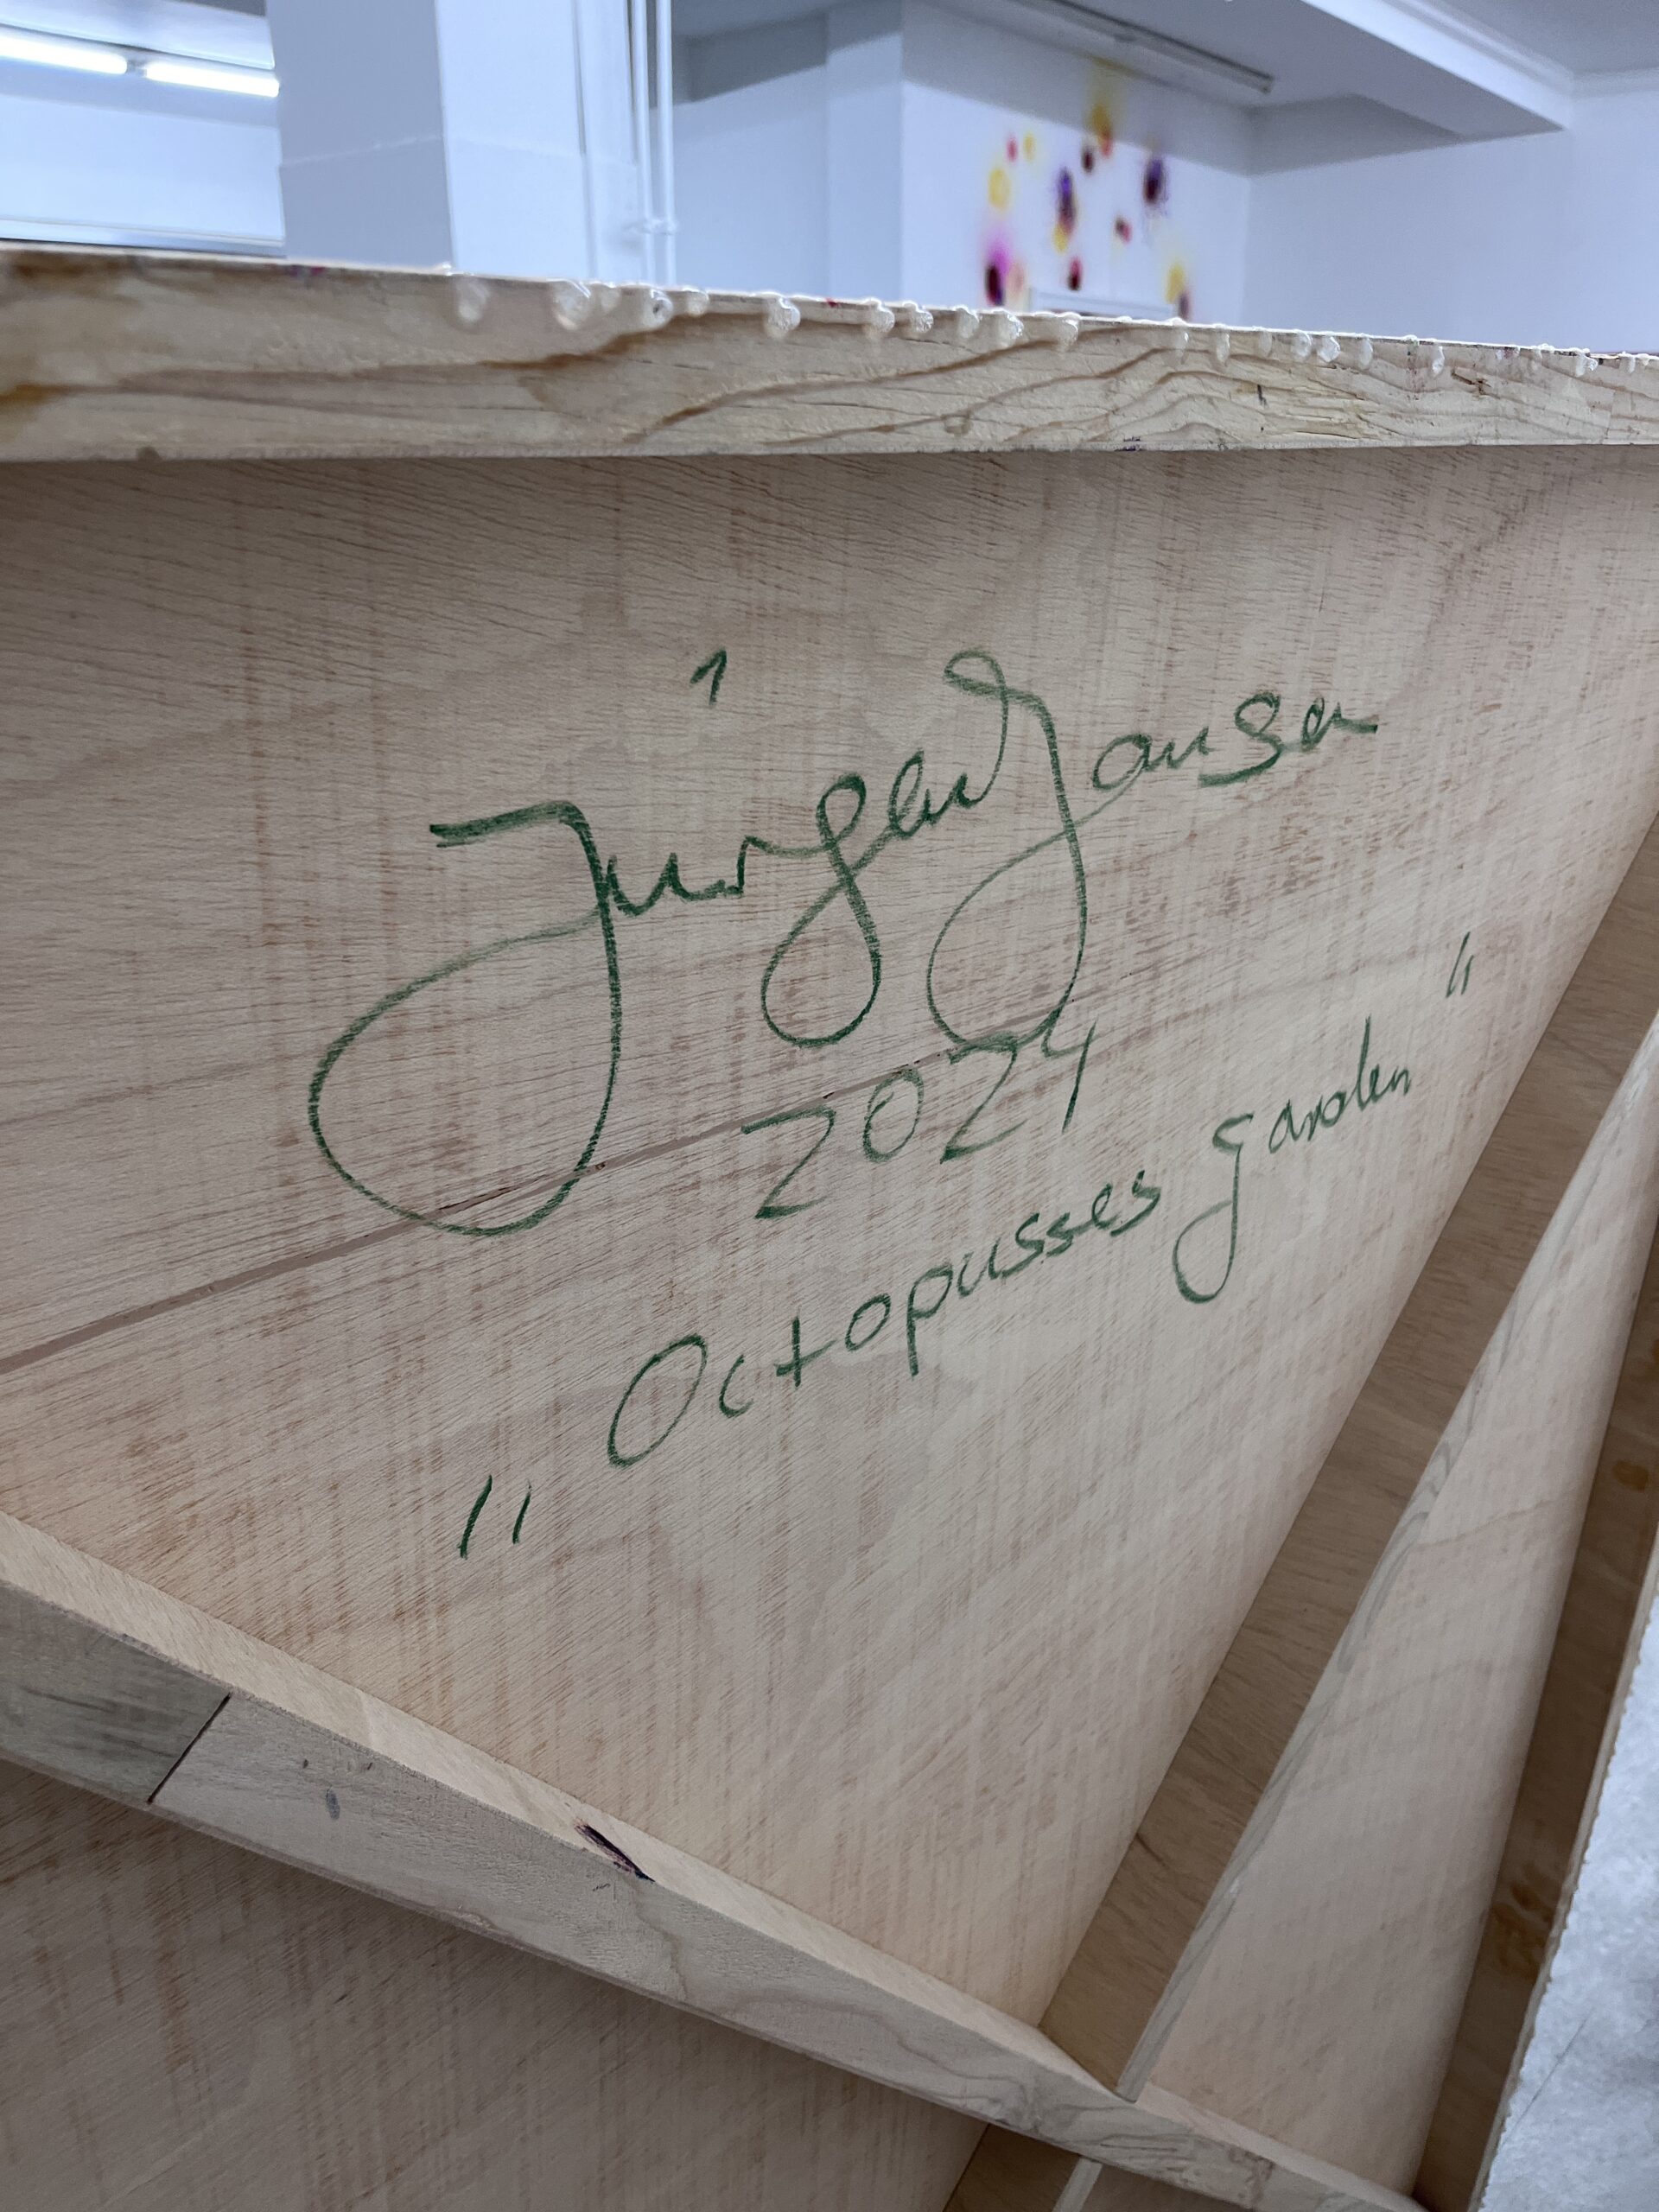 Jürgen Jansen
2024
„Octopusses garden“